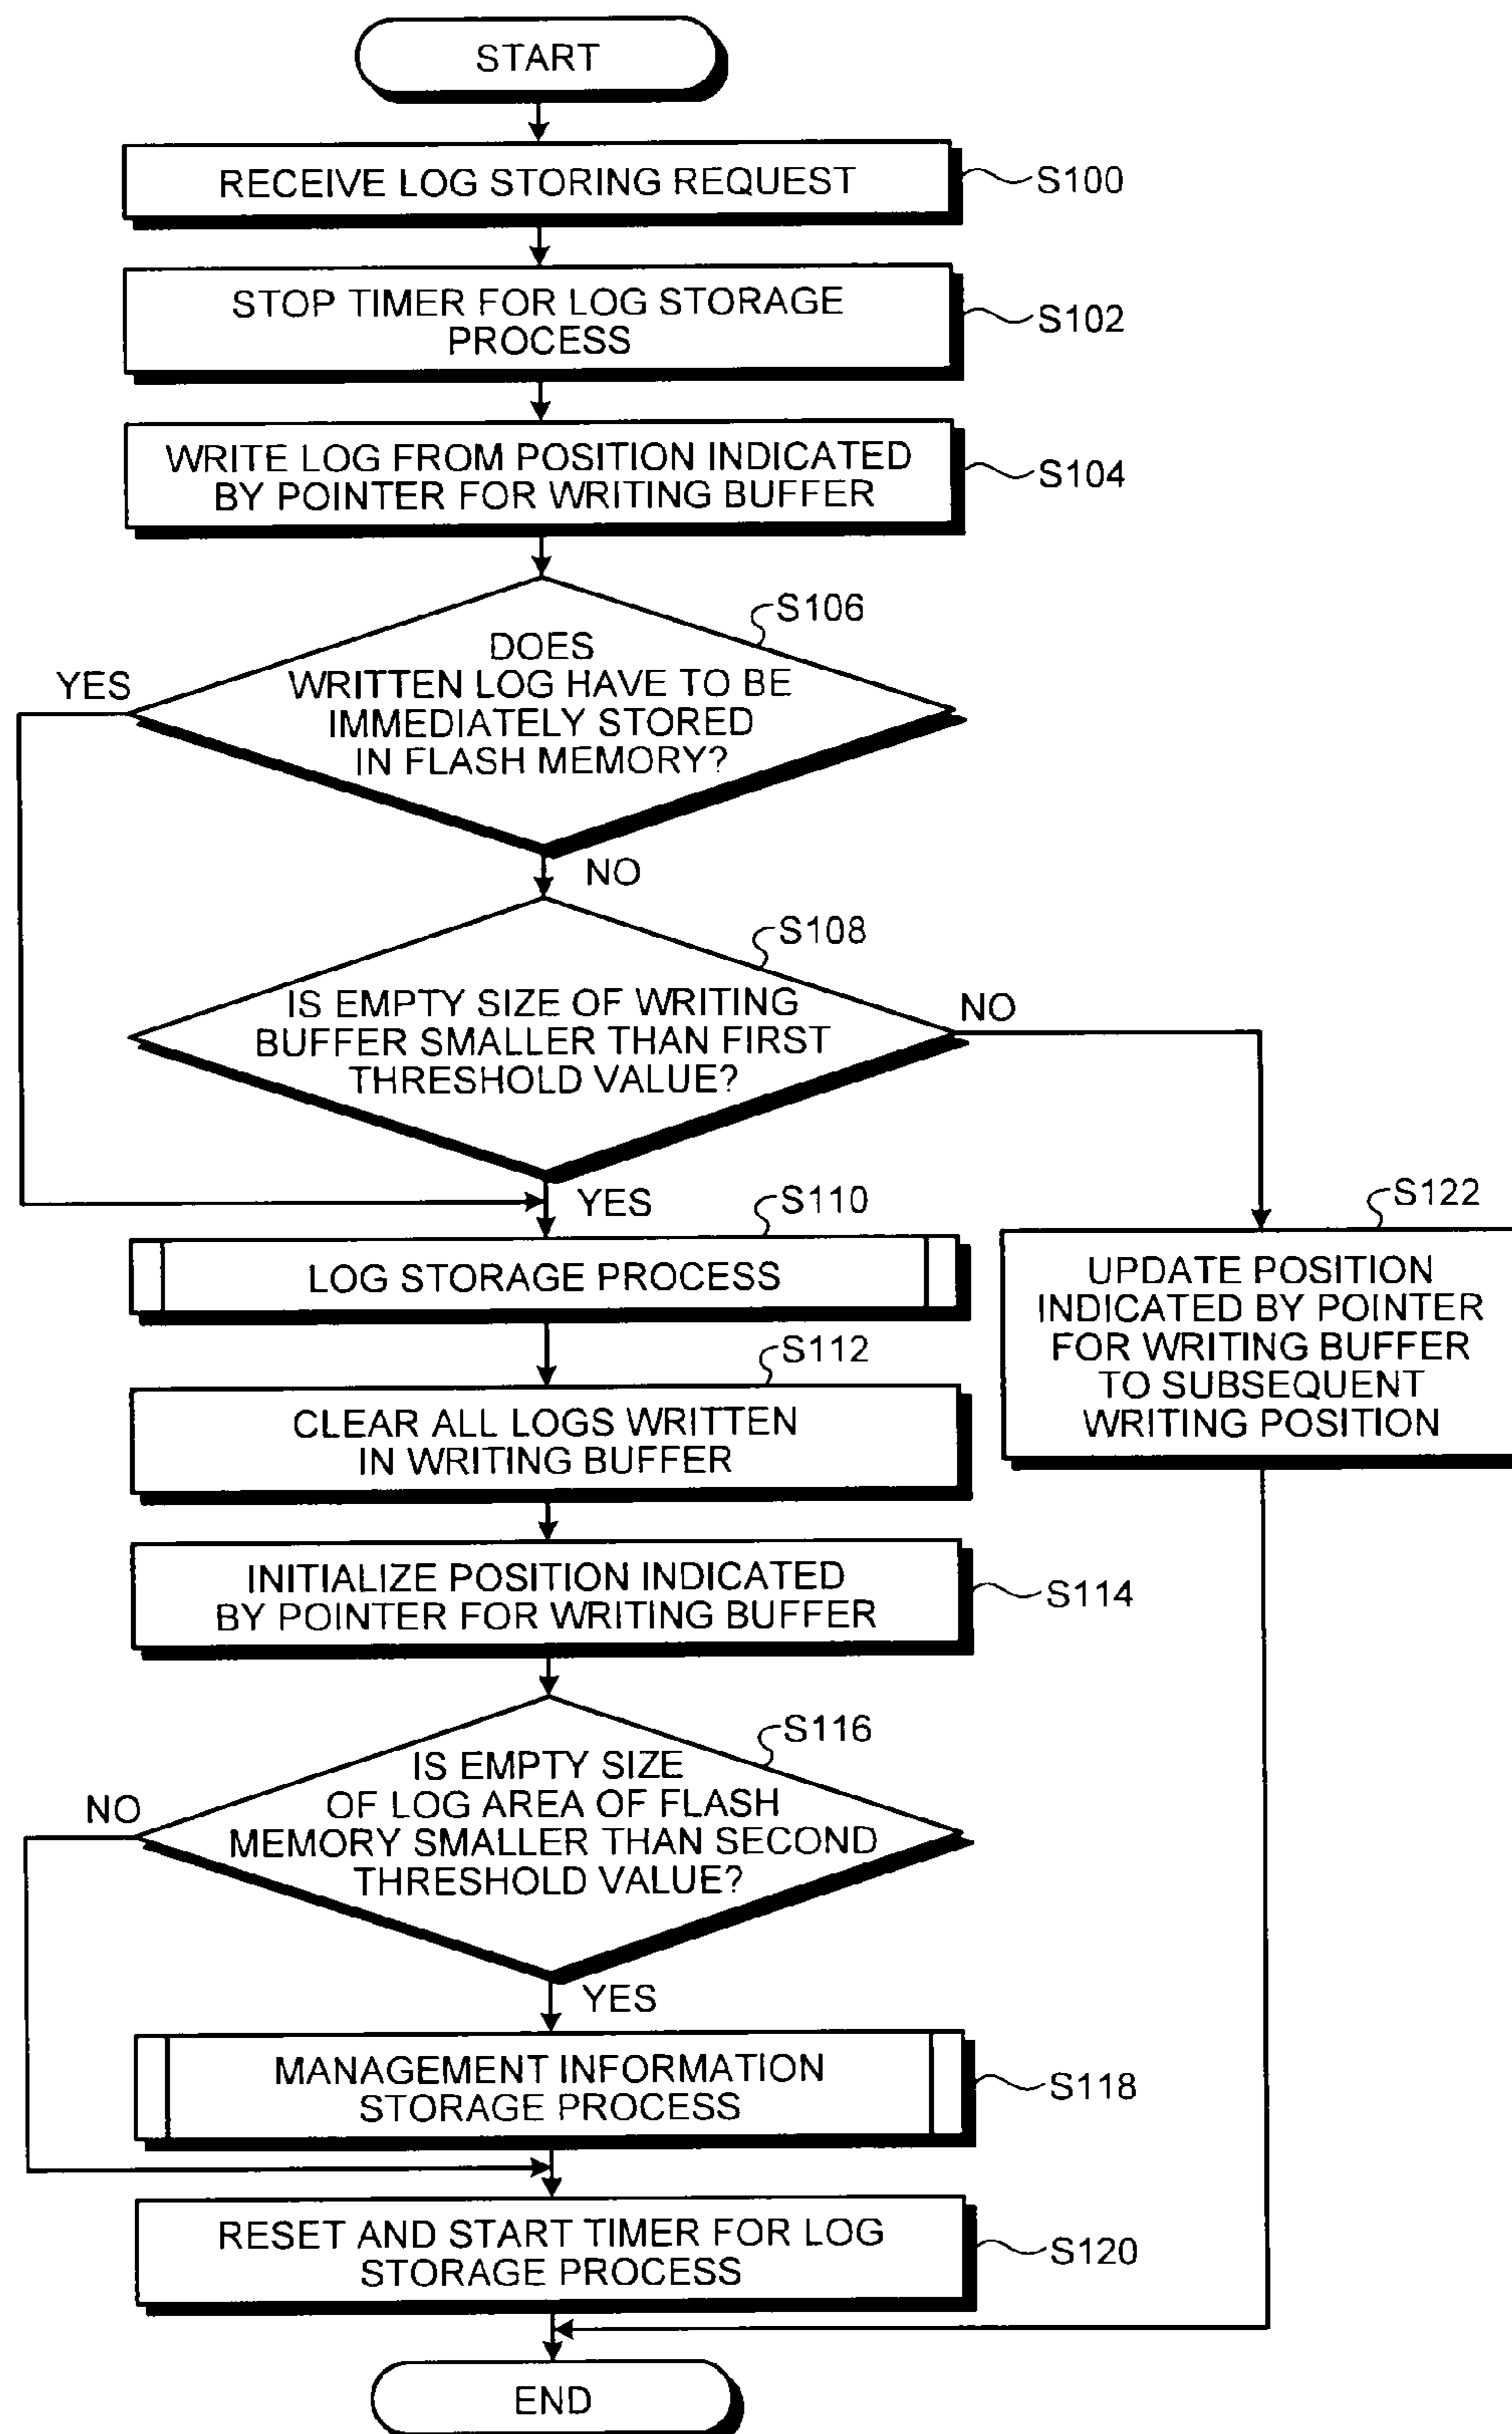 START
RECEIVE LOG STORING REQUEST
S100
STOP TIMER FOR LOG STORAGE
PROCESS
S102
WRITE LOG FROM POSITION INDICATED
BY POINTER FOR WRITING BUFFER
S104
S106
DOES
WRITTEN LOG HAVE TO BE
IMMEDIATELY STORED
IN FLASH MEMORY?
YES
NO
S108
IS EMPTY SIZE OF WRITING
BUFFER SMALLER THAN FIRST
THRESHOLD VALUE?
NO
YES
S110
LOG STORAGE PROCESS
S122
UPDATE POSITION
INDICATED BY POINTER
FOR WRITING BUFFER
TO SUBSEQUENT
WRITING POSITION
S112
CLEAR ALL LOGS WRITTEN
IN WRITING BUFFER
INITIALIZE POSITION INDICATED
BY POINTER FOR WRITING BUFFER
S114
S116
IS EMPTY SIZE
OF LOG AREA OF FLASH
MEMORY SMALLER THAN SECOND
THRESHOLD VALUE?
NO
YES
MANAGEMENT INFORMATION
STORAGE PROCESS
S118
RESET AND START TIMER FOR LOG
STORAGE PROCESS
S120
END